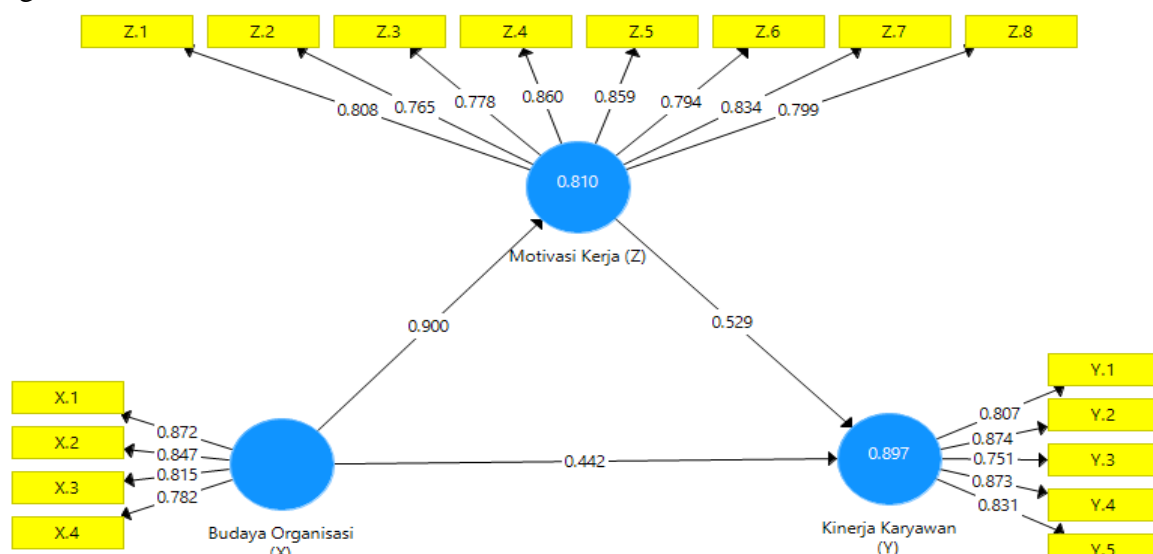 Z.1 Z.2 Z.3 Z.4 Z.5 Z.6 Z.7 Z.8
0.808 0.765 0.778 0.860 0.859 0.794 0.834 0.799
0.810
Motivasi Kerja (Z)
0.900 0.529
X.1
X.2
X.3
X.4
0.872
0.847
0.815
0.782
Budaya Organisasi
(X)
0.442
0.897
Kinerja Karyawan
(Y)
0.807
0.874
0.751
0.873
0.831
Y.1
Y.2
Y.3
Y.4
Y.5